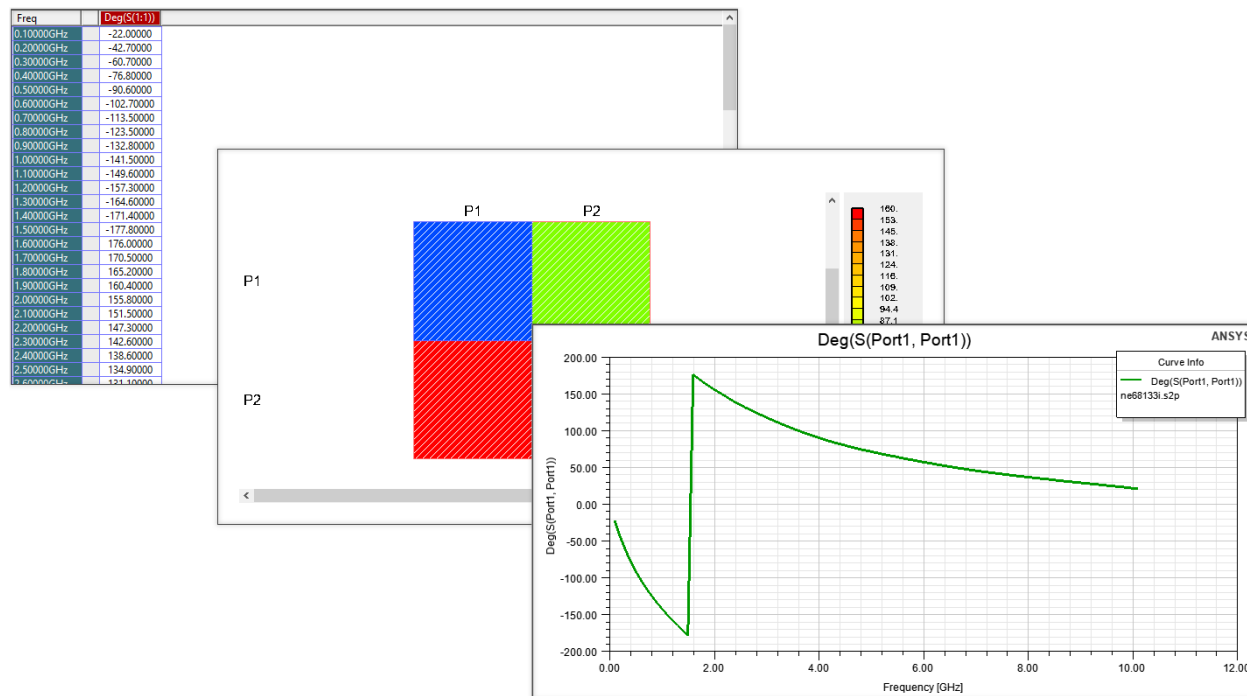 Freq Deg(S(1:1))
0.10000GHz -22.00000
0.20000GHz -42.70000
0.30000GHz -60.70000
0.40000GHz -76.80000
0.50000GHz -90.60000
0.60000GHz -102.70000
0.70000GHz -113.50000
0.80000GHz -123.50000
0.90000GHz -132.80000
1.00000GHz -141.50000
1.10000GHz -149.60000
1.20000GHz -157.30000
1.30000GHz -164.60000
1.40000GHz -171.40000
1.50000GHz -177.80000
1.60000GHz 176.00000
1.70000GHz 170.50000
1.80000GHz 165.20000
1.90000GHz 160.40000
2.00000GHz 155.80000
2.10000GHz 151.50000
2.20000GHz 147.30000
2.30000GHz 142.60000
2.40000GHz 138.60000
2.50000GHz 134.90000
2.60000GHz 131.10000
P1 P2
P1
P2
160.
153.
145.
138.
131.
124.
116.
109.
102.
94.4
87.1
Deg(S(Port1, Port1))
ANSYS
Curve Info
Deg(S(Port1, Port1))
ne68133i.s2p
Deg(S(Port1, Port1))
200.00
150.00
100.00
50.00
0.00
-50.00
-100.00
-150.00
-200.00
0.00 2.00 4.00 6.00 8.00 10.00 12.00
Frequency [GHz]